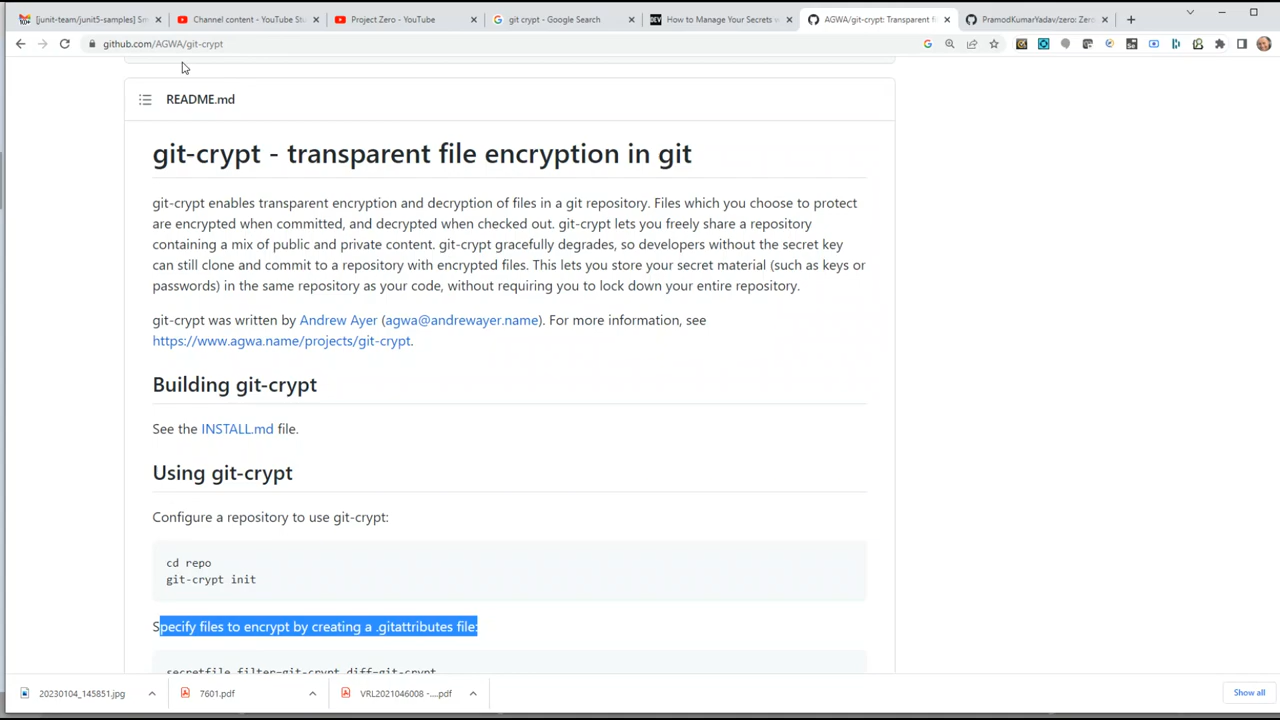 [junit-team/junit5-samples] Sm
Channel content - YouTube St
Project Zero - YouTube
git crypt - Google Search
How to Manage Your Secrets w
AGWA/git-crypt: Transparent f
PramodKumarYadav/zero: Zero
github.com/AGWA/git-crypt
README.md
git-crypt - transparent file encryption in git
git-crypt enables transparent encryption and decryption of files in a git repository. Files which you choose to protect
are encrypted when committed, and decrypted when checked out. git-crypt lets you freely share a repository
containing a mix of public and private content. git-crypt gracefully degrades, so developers without the secret key
can still clone and commit to a repository with encrypted files. This lets you store your secret material (such as keys or
passwords) in the same repository as your code, without requiring you to lock down your entire repository.
git-crypt was written by Andrew Ayer (agwa@andrewayer.name). For more information, see
https://www.agwa.name/projects/git-crypt.
Building git-crypt
See the INSTALL.md file.
Using git-crypt
Configure a repository to use git-crypt:
cd repo
git-crypt init
Specify files to encrypt by creating a .gitattributes file:
secretfile filter=git-crypt diff=git-crypt
20230104_145851.jpg
7601.pdf
VRL2021046008 -....pdf
Show all